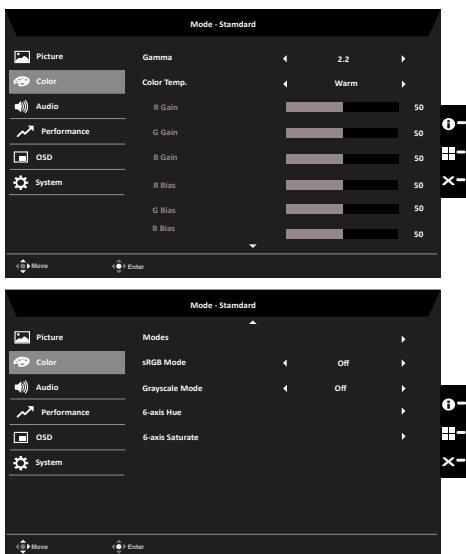 Mode - Standard
Picture
Gamma 2.2
Color
Color Temp. Warm
Audio
R Gain 50
Performance
G Gain 50
OSD
B Gain 50
System
R Bias 50
G Bias 50
B Bias 50
Move Enter
Mode - Standard
Picture
Modes
Color
sRGB Mode Off
Audio
Grayscale Mode Off
Performance
6-axis Hue
OSD
6-axis Saturate
System
Move Enter